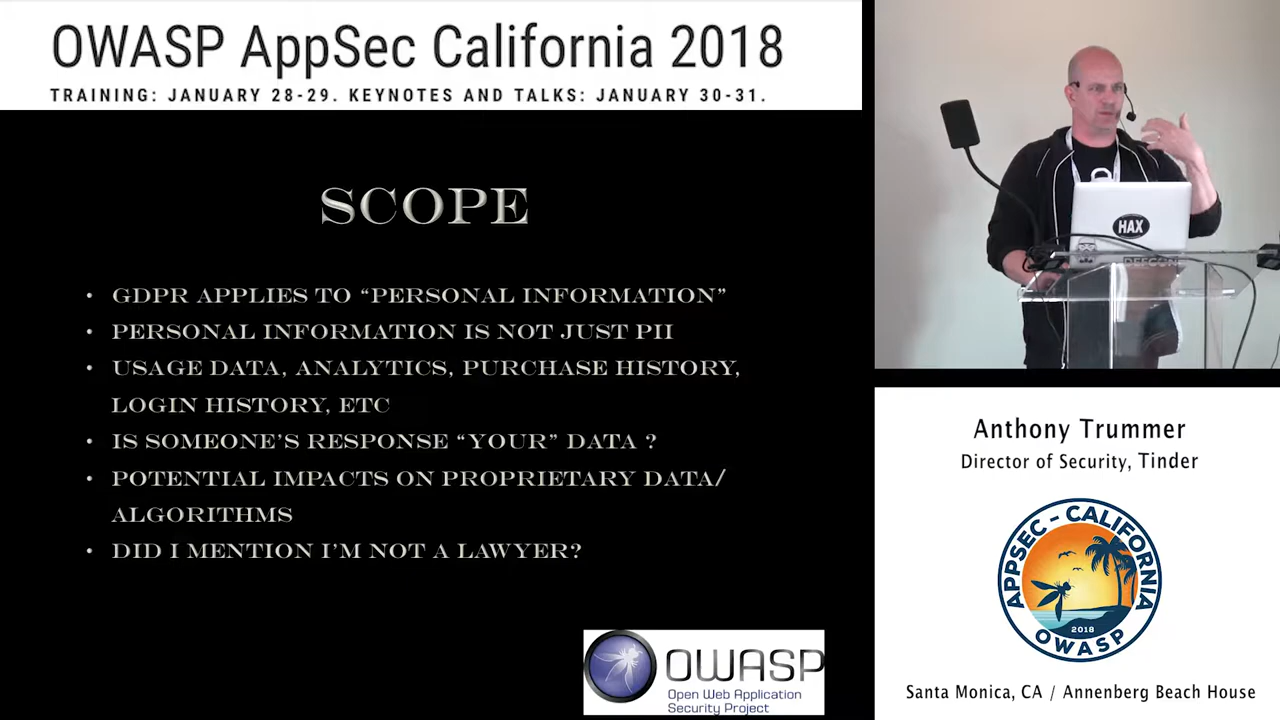 OWASP AppSec California 2018
TRAINING: JANUARY 28-29. KEYNOTES AND TALKS: JANUARY 30-31.
SCOPE
• GDPR APPLIES TO “PERSONAL INFORMATION”
• PERSONAL INFORMATION IS NOT JUST PII
• USAGE DATA, ANALYTICS, PURCHASE HISTORY,
LOGIN HISTORY, ETC
• IS SOMEONE’S RESPONSE “YOUR” DATA ?
• POTENTIAL IMPACTS ON PROPRIETARY DATA/
ALGORITHMS
• DID I MENTION I’M NOT A LAWYER?
OWASP
Open Web Application
Security Project
HAX
DEFCON
Anthony Trummer
Director of Security, Tinder
APPSEC - CALIFORNIA
2018
OWASP
Santa Monica, CA / Annenberg Beach House